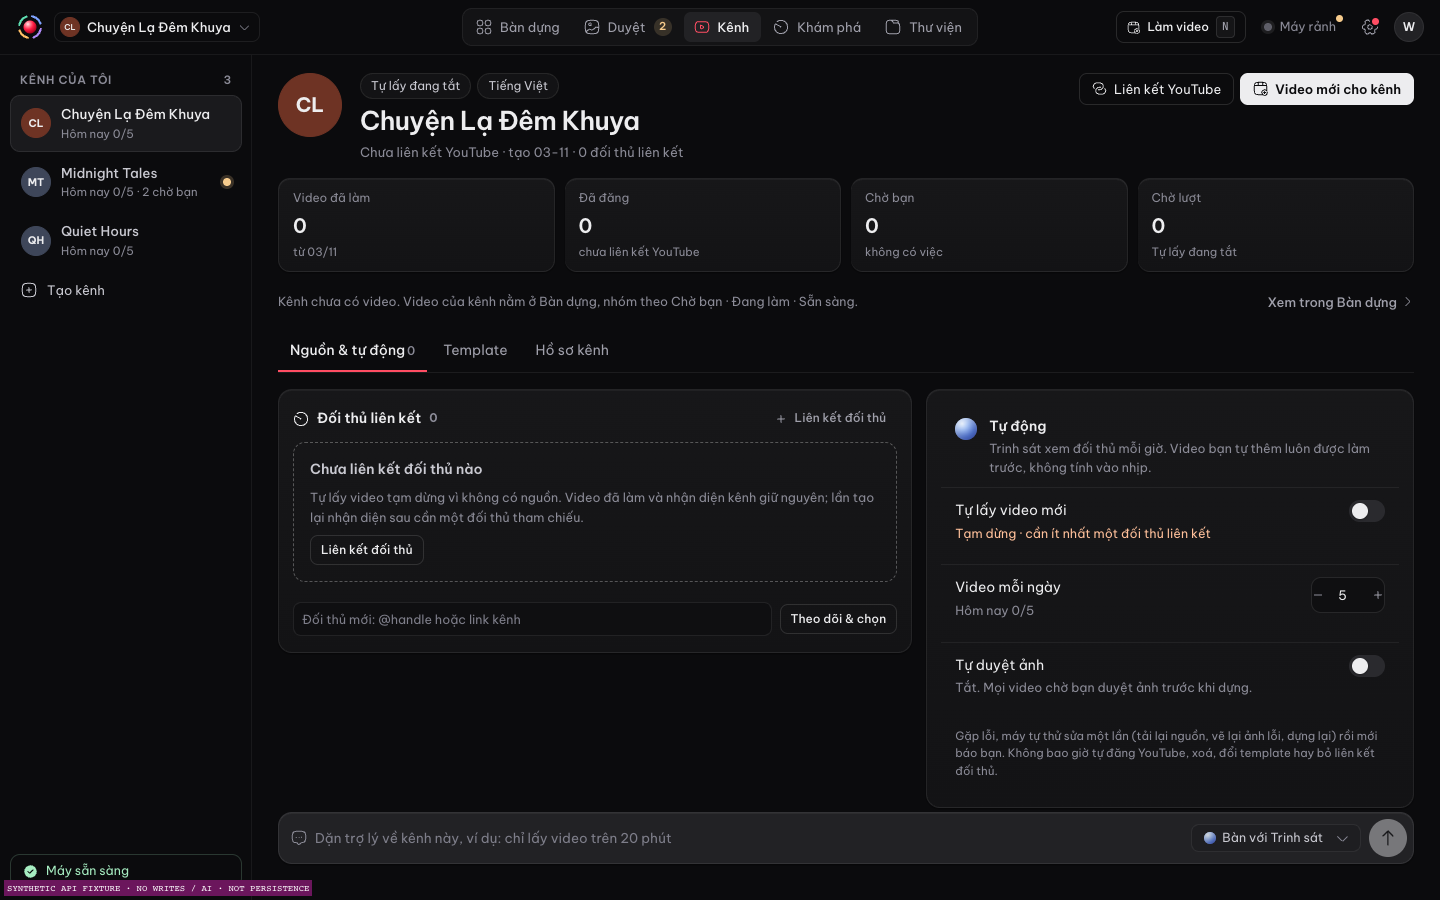 CL Chuyện Lạ Đêm Khuya
Bàn dựng
Duyệt 2
Kênh
Khám phá
Thư viện
Làm video N
Máy rảnh
W
KÊNH CỦA TÔI 3
CL
Chuyện Lạ Đêm Khuya
Hôm nay 0/5
MT
Midnight Tales
Hôm nay 0/5 · 2 chờ bạn
QH
Quiet Hours
Hôm nay 0/5
Tạo kênh
Máy sẵn sàng
SYNTHETIC API FIXTURE · NO WRITES / AI · NOT PERSISTENCE
CL
Tự lấy đang tắt
Tiếng Việt
Chuyện Lạ Đêm Khuya
Chưa liên kết YouTube · tạo 03-11 · 0 đối thủ liên kết
Liên kết YouTube
Video mới cho kênh
Video đã làm
0
từ 03/11
Đã đăng
0
chưa liên kết YouTube
Chờ bạn
0
không có việc
Chờ lượt
0
Tự lấy đang tắt
Kênh chưa có video. Video của kênh nằm ở Bàn dựng, nhóm theo Chờ bạn · Đang làm · Sẵn sàng.
Xem trong Bàn dựng
Nguồn & tự động 0
Template
Hồ sơ kênh
Đối thủ liên kết 0
+ Liên kết đối thủ
Chưa liên kết đối thủ nào
Tự lấy video tạm dừng vì không có nguồn. Video đã làm và nhận diện kênh giữ nguyên; lần tạo
lại nhận diện sau cần một đối thủ tham chiếu.
Liên kết đối thủ
Đối thủ mới: @handle hoặc link kênh
Theo dõi & chọn
Tự động
Trinh sát xem đối thủ mỗi giờ. Video bạn tự thêm luôn được làm
trước, không tính vào nhịp.
Tự lấy video mới
Tạm dừng · cần ít nhất một đối thủ liên kết
Video mỗi ngày
Hôm nay 0/5
− 5 +
Tự duyệt ảnh
Tắt. Mọi video chờ bạn duyệt ảnh trước khi dựng.
Gặp lỗi, máy tự thử sửa một lần (tải lại nguồn, vẽ lại ảnh lỗi, dựng lại) rồi mới
báo bạn. Không bao giờ tự đăng YouTube, xoá, đổi template hay bỏ liên kết
đối thủ.
Dặn trợ lý về kênh này, ví dụ: chỉ lấy video trên 20 phút
Bàn với Trinh sát